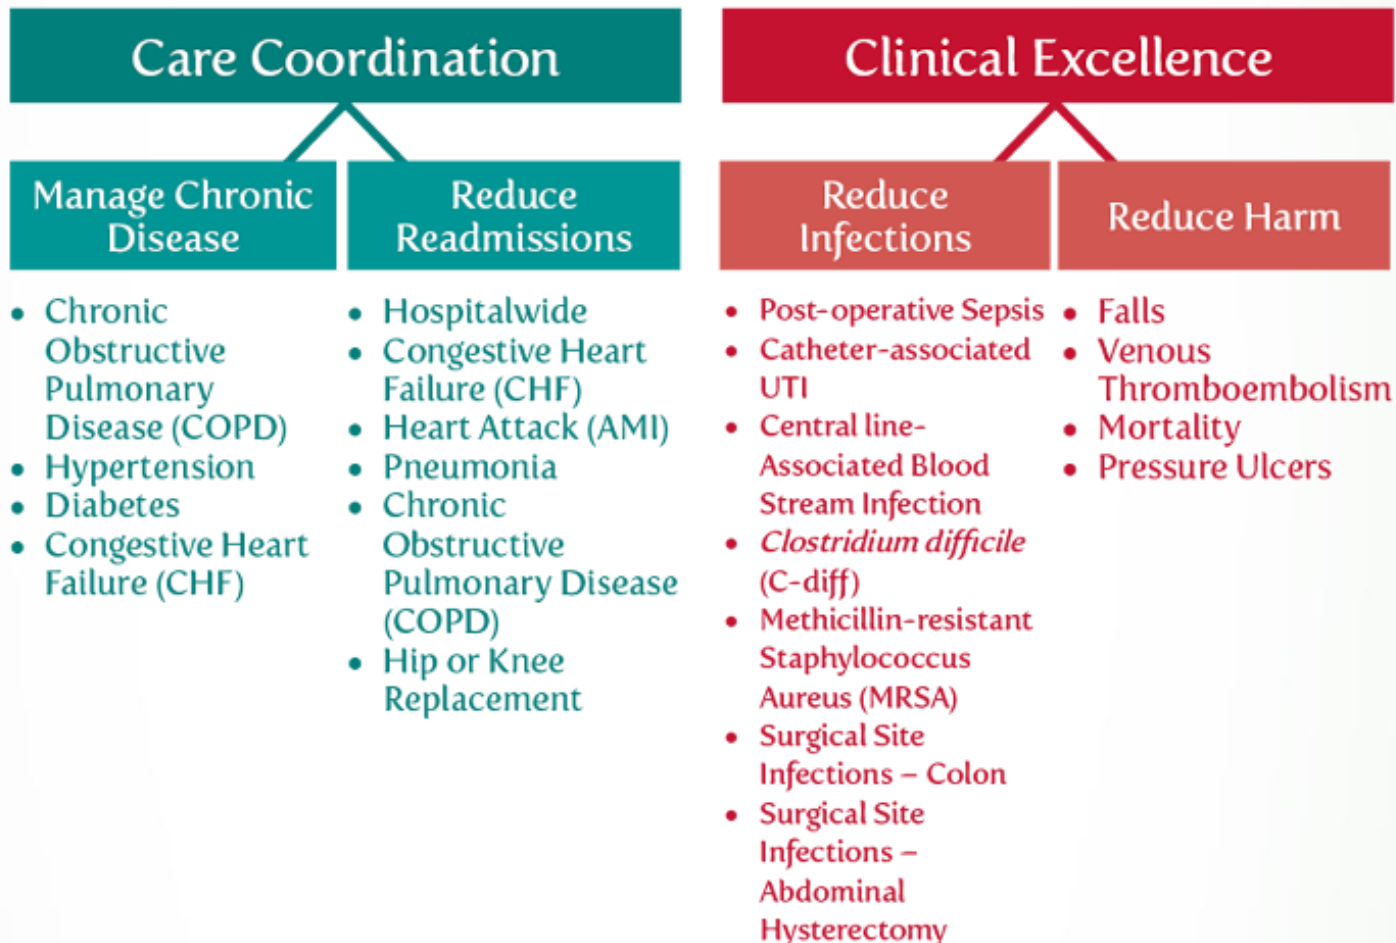 Care Coordination
Manage Chronic
Disease
• Chronic
Obstructive
Pulmonary
Disease (COPD)
• Hypertension
• Diabetes
• Congestive Heart
Failure (CHF)
Reduce
Readmissions
• Hospitalwide
• Congestive Heart
Failure (CHF)
• Heart Attack (AMI)
• Pneumonia
• Chronic
Obstructive
Pulmonary Disease
(COPD)
• Hip or Knee
Replacement
Clinical Excellence
Reduce
Infections
• Post-operative Sepsis
• Catheter-associated
UTI
• Central line-
Associated Blood
Stream Infection
• Clostridium difficile
(C-diff)
• Methicillin-resistant
Staphylococcus
Aureus (MRSA)
• Surgical Site
Infections – Colon
• Surgical Site
Infections –
Abdominal
Hysterectomy
Reduce Harm
• Falls
• Venous
Thromboembolism
• Mortality
• Pressure Ulcers